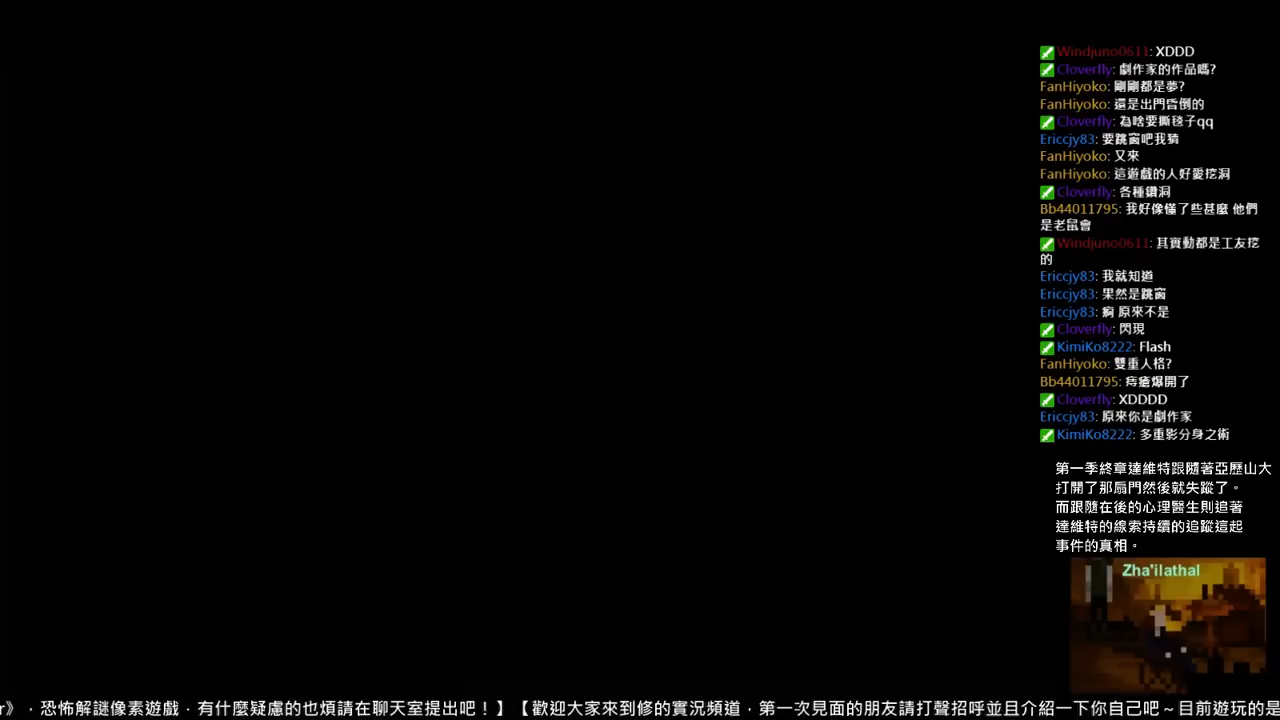 Windjuno0611: XDDD
Cloverfly: 劇作家的作品嗎?
FanHiyoko: 剛剛都是夢?
FanHiyoko: 還是出門昏倒的
Cloverfly: 為啥要撕毯子qq
Ericcjy83: 要跳窗吧我猜
FanHiyoko: 又來
FanHiyoko: 這遊戲的人好愛挖洞
Cloverfly: 各種鑽洞
Bb44011795: 我好像懂了些甚麼 他們
是老鼠會
Windjuno0611: 其實動都是工友挖
的
Ericcjy83: 我就知道
Ericcjy83: 果然是跳窗
Ericcjy83: 痾 原來不是
Cloverfly: 閃現
KimiKo8222: Flash
FanHiyoko: 雙重人格?
Bb44011795: 痔瘡爆開了
Cloverfly: XDDDD
Ericcjy83: 原來你是劇作家
KimiKo8222: 多重影分身之術
第一季終章達維特跟隨著亞歷山大
打開了那扇門然後就失蹤了。
而跟隨在後的心理醫生則追著
達維特的線索持續的追蹤這起
事件的真相。
Zha'ilathal
r》﹒恐怖解謎像素遊戲﹒有什麼疑慮的也煩請在聊天室提出吧！】【歡迎大家來到修的實況頻道﹒第一次見面的朋友請打聲招呼並且介紹一下你自己吧～目前遊玩的是